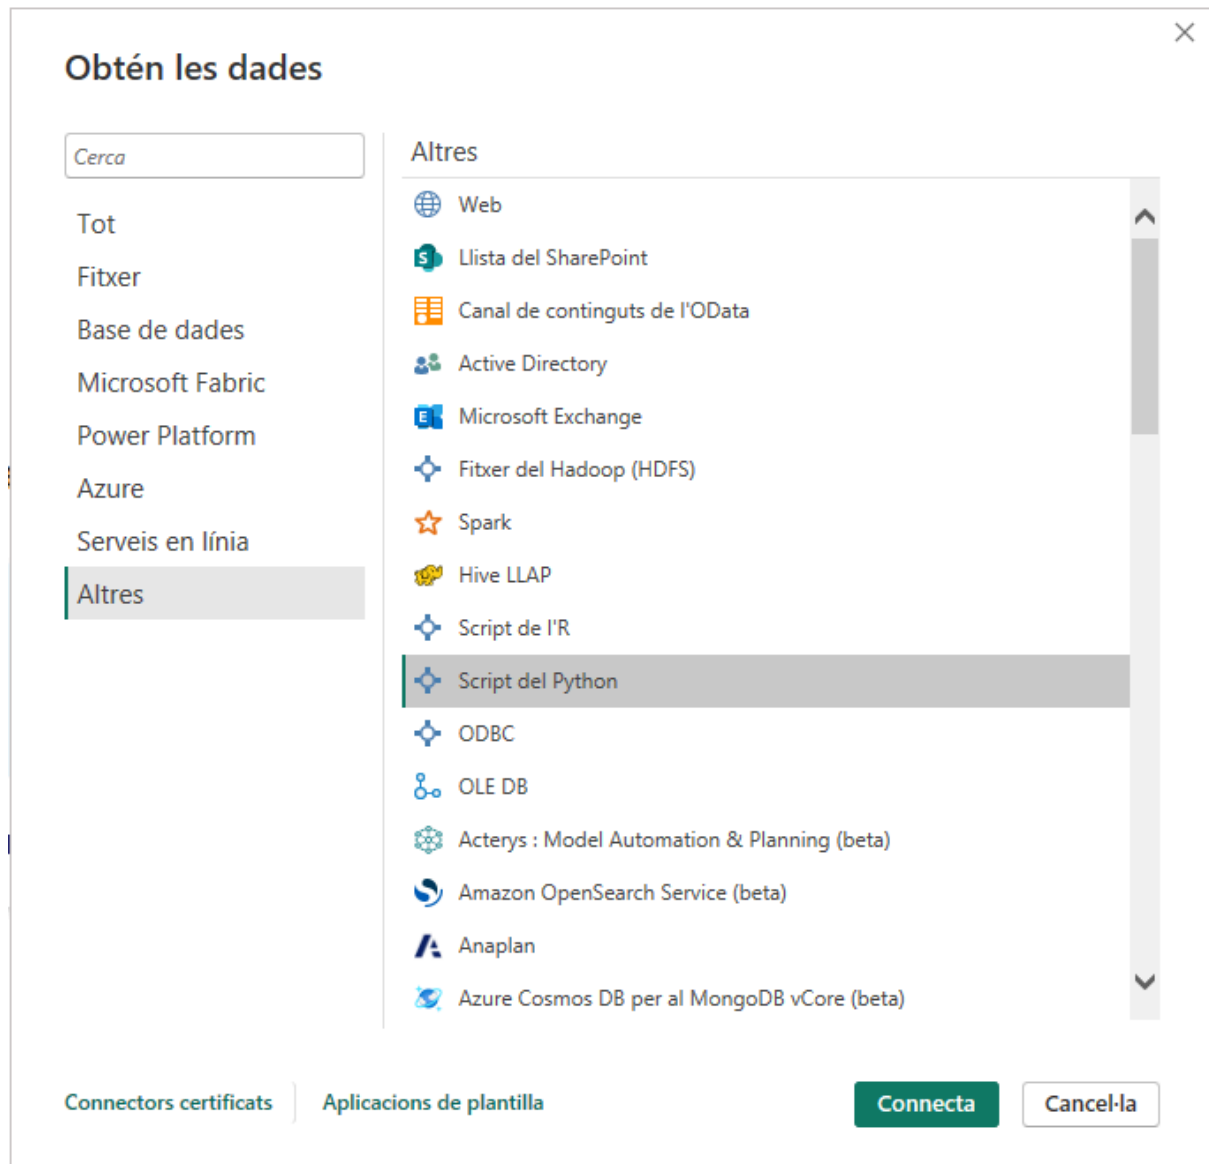 Obtén les dades
Cerca
Tot
Fitxer
Base de dades
Microsoft Fabric
Power Platform
Azure
Serveis en línia
Altres
Altres
Web
Llista del SharePoint
Canal de continguts de l'OData
Active Directory
Microsoft Exchange
Fitxer del Hadoop (HDFS)
Spark
Hive LLAP
Script de l'R
Script del Python
ODBC
OLE DB
Acterys : Model Automation & Planning (beta)
Amazon OpenSearch Service (beta)
Anaplan
Azure Cosmos DB per al MongoDB vCore (beta)
Connectors certificats
Aplicacions de plantilla
Connecta
Cancel·la